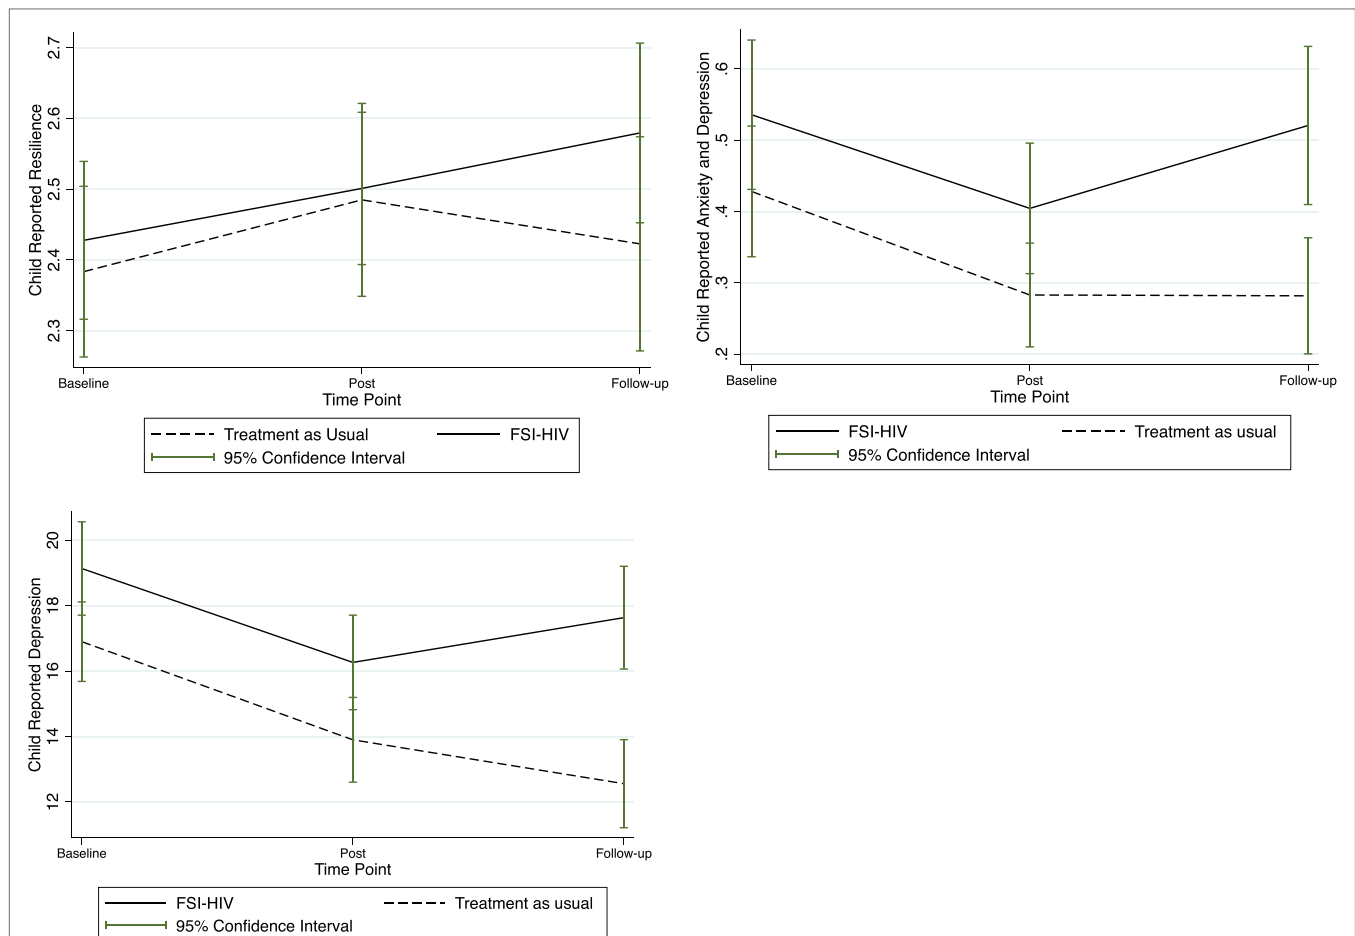 Child Reported Resilience
2.7
2.6
2.5
2.4
2.3
Baseline Post Follow-up
Time Point
Treatment as Usual FSI-HIV
95% Confidence Interval
Child Reported Anxiety and Depression
.6
.5
.4
.3
.2
Baseline Post Follow-up
Time Point
FSI-HIV Treatment as usual
95% Confidence Interval
Child Reported Depression
20
18
16
14
12
Baseline Post Follow-up
Time Point
FSI-HIV Treatment as usual
95% Confidence Interval